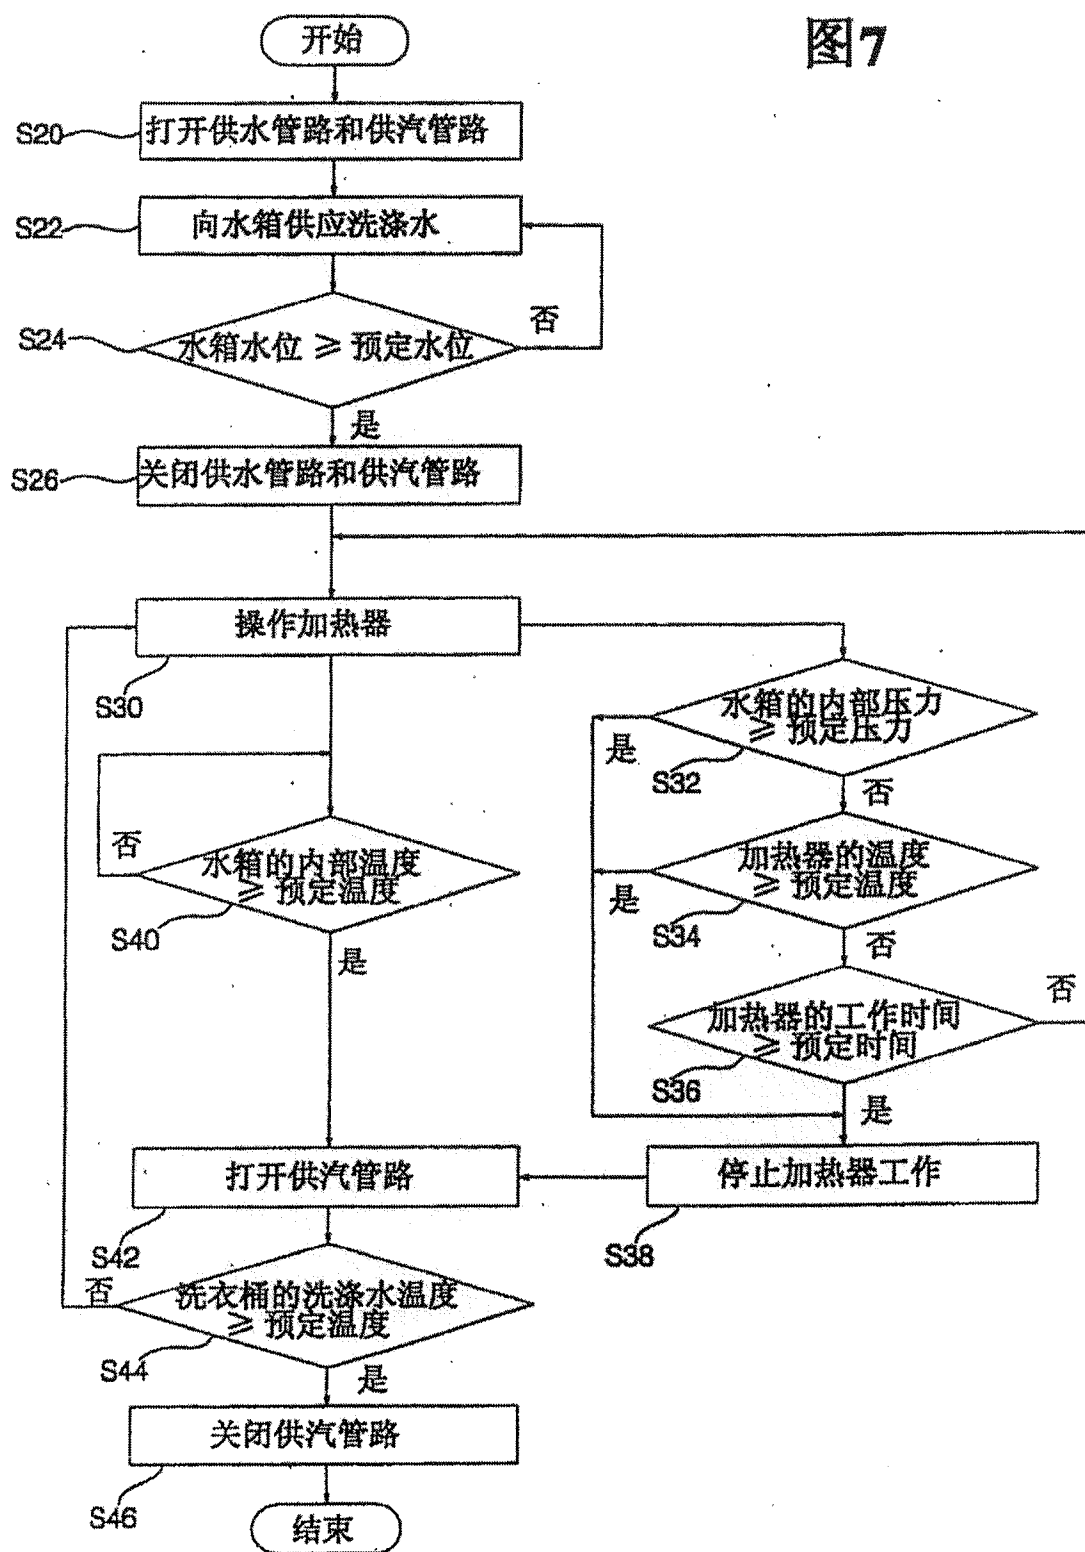 图7
开始
S20
打开供水管路和供汽管路
S22
向水箱供应洗涤水
S24
水箱水位 ≥ 预定水位
否
是
S26
关闭供水管路和供汽管路
操作加热器
S30
水箱的内部压力
≥ 预定压力
是
S32
否
加热器的温度
≥ 预定温度
是
S34
否
加热器的工作时间
≥ 预定时间
否
S36
是
停止加热器工作
S38
否
水箱的内部温度
≥ 预定温度
S40
是
打开供汽管路
S42
否
洗衣桶的洗涤水温度
≥ 预定温度
S44
是
关闭供汽管路
S46
结束